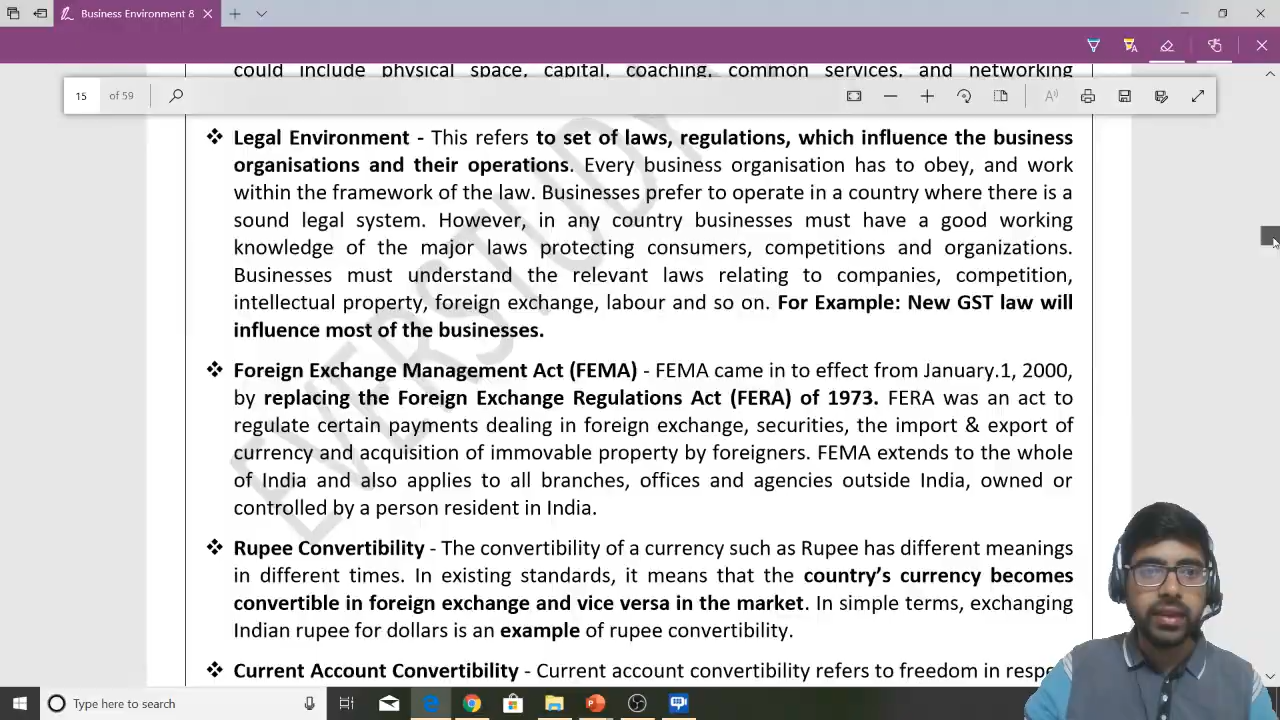 Business Environment 8
could include physical space, capital, coaching, common services, and networking
15 of 59
❖ Legal Environment - This refers to set of laws, regulations, which influence the business
organisations and their operations. Every business organisation has to obey, and work
within the framework of the law. Businesses prefer to operate in a country where there is a
sound legal system. However, in any country businesses must have a good working
knowledge of the major laws protecting consumers, competitions and organizations.
Businesses must understand the relevant laws relating to companies, competition,
intellectual property, foreign exchange, labour and so on. For Example: New GST law will
influence most of the businesses.
❖ Foreign Exchange Management Act (FEMA) - FEMA came in to effect from January.1, 2000,
by replacing the Foreign Exchange Regulations Act (FERA) of 1973. FERA was an act to
regulate certain payments dealing in foreign exchange, securities, the import & export of
currency and acquisition of immovable property by foreigners. FEMA extends to the whole
of India and also applies to all branches, offices and agencies outside India, owned or
controlled by a person resident in India.
❖ Rupee Convertibility - The convertibility of a currency such as Rupee has different meanings
in different times. In existing standards, it means that the country's currency becomes
convertible in foreign exchange and vice versa in the market. In simple terms, exchanging
Indian rupee for dollars is an example of rupee convertibility.
❖ Current Account Convertibility - Current account convertibility refers to freedom in
Type here to search